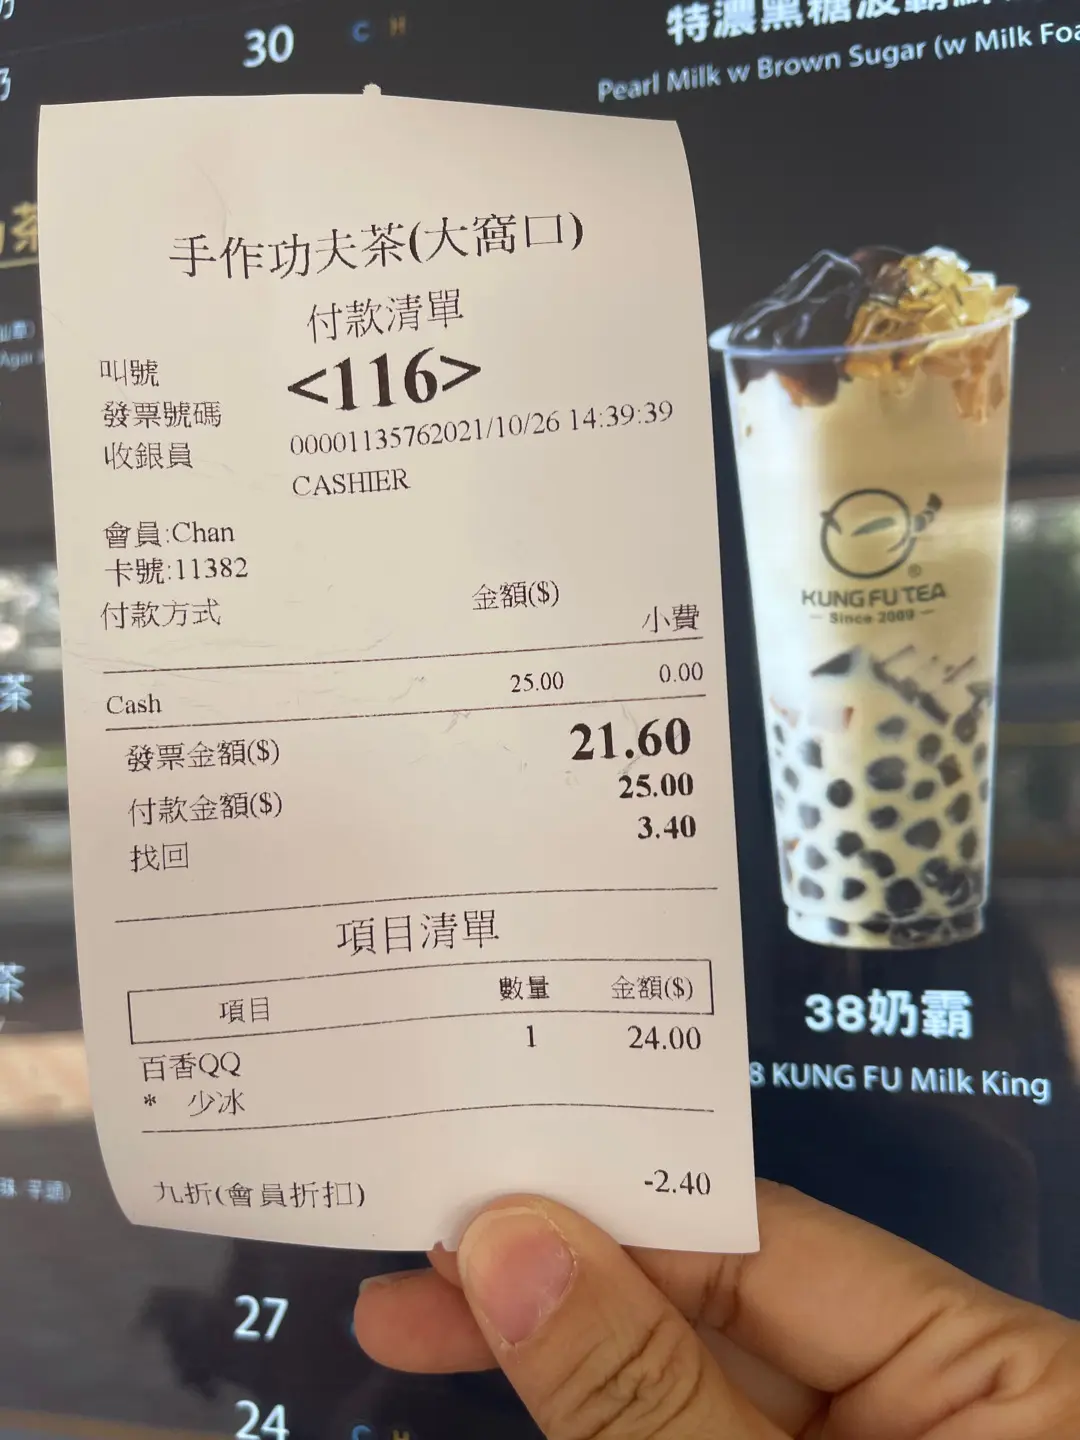 30 C H
特濃黑糖波霸鮮
Pearl Milk w Brown Sugar (w Milk Foa
手作功夫茶(大窩口)
付款清單
叫號 <116>
發票號碼 00001135762021/10/26 14:39:39
收銀員 CASHIER
會員:Chan
卡號:11382
付款方式 金額($) 小費
Cash 25.00 0.00
發票金額($) 21.60
付款金額($) 25.00
找回 3.40
項目清單
項目 數量 金額($)
百香QQ 1 24.00
* 少冰
九折(會員折扣) -2.40
KUNG FU TEA
Since 2009
38奶霸
8 KUNG FU Milk King
茶
茶
27
24 C H